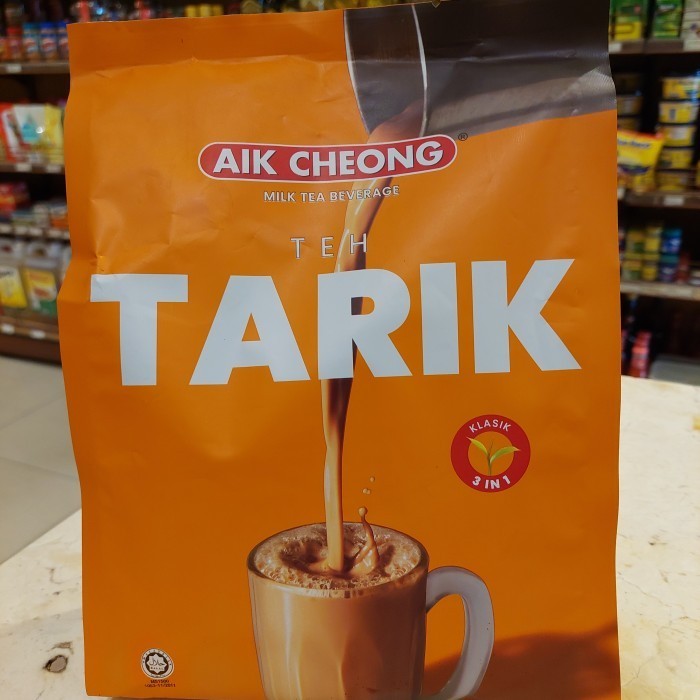 AIK CHEONG®
MILK TEA BEVERAGE
TEH
TARIK
KLASIK
3 IN 1